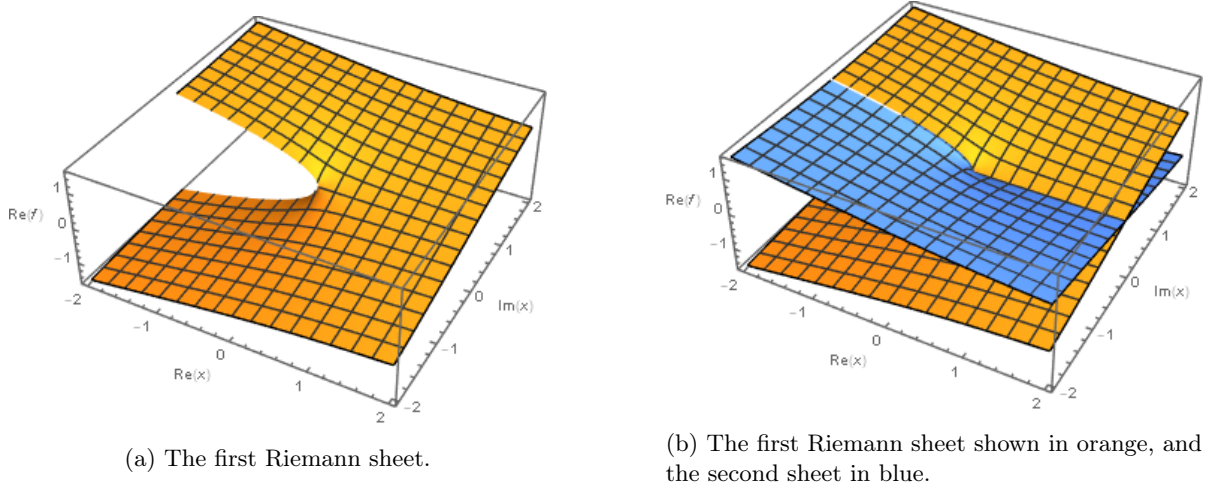 1
0
-1
Re(f)
-2
-1
0
1
2
Re(x)
-2
-1
0
1
2
Im(x)
(a) The first Riemann sheet.
1
0
-1
Re(f)
-2
-1
0
1
2
Re(x)
-2
-1
0
1
2
Im(x)
(b) The first Riemann sheet shown in orange, and
the second sheet in blue.